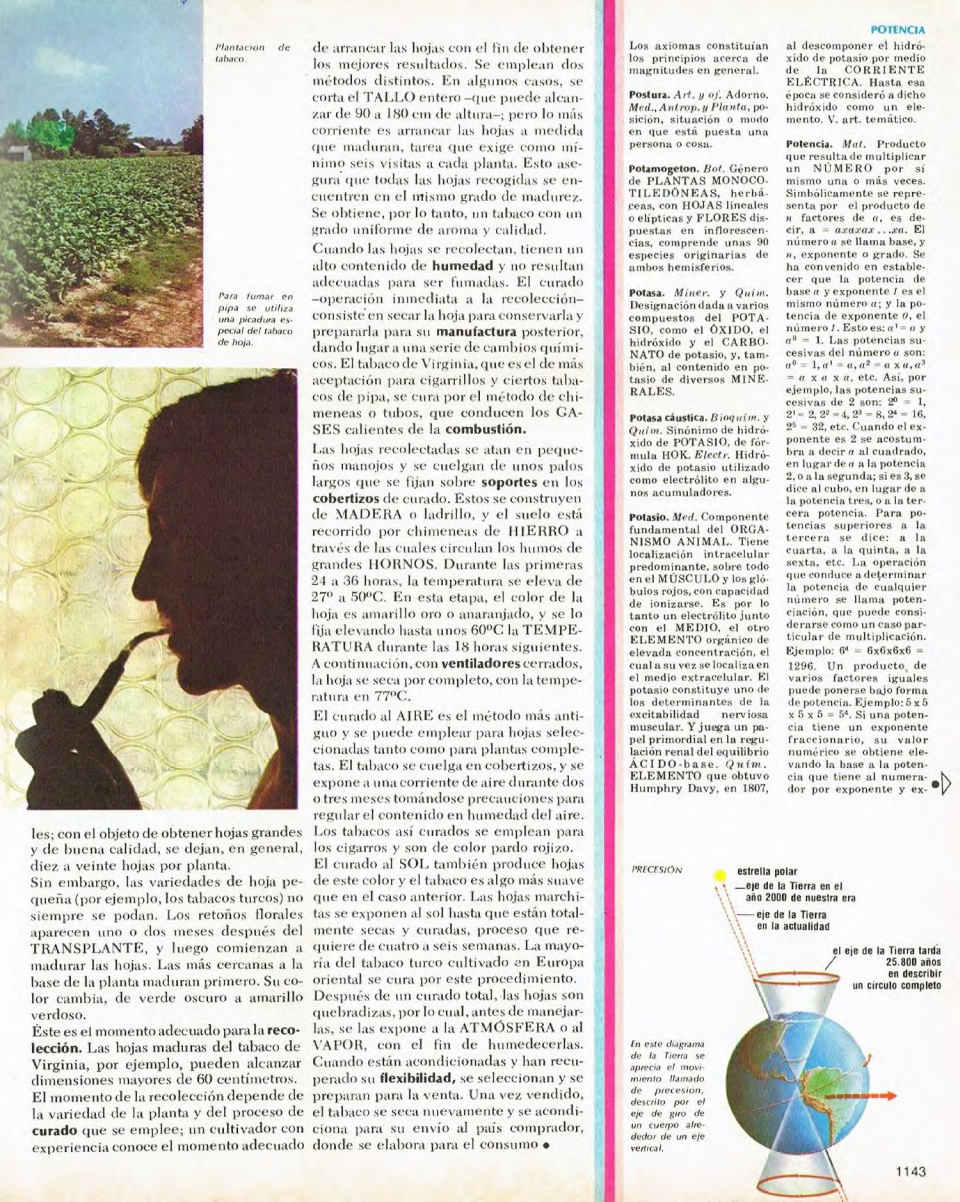 POTENCIA
Plantación de
tabaco.
Para fumar en
pipa se utiliza
una picadura es-
pecial del tabaco
de hoja.
les; con el objeto de obtener hojas grandes
y de buena calidad, se dejan, en general,
diez a veinte hojas por planta.
Sin embargo, las variedades de hoja pe-
queña (por ejemplo, los tabacos turcos) no
siempre se podan. Los retoños florales
aparecen uno o dos meses después del
TRANSPLANTE, y luego comienzan a
madurar las hojas. Las más cercanas a la
base de la planta maduran primero. Su co-
lor cambia, de verde oscuro a amarillo
verdoso.
Éste es el momento adecuado para la reco-
lección. Las hojas maduras del tabaco de
Virginia, por ejemplo, pueden alcanzar
dimensiones mayores de 60 centímetros.
El momento de la recolección depende de
la variedad de la planta y del proceso de
curado que se emplee; un cultivador con
experiencia conoce el momento adecuado
de arrancar las hojas con el fin de obtener
los mejores resultados. Se emplean dos
métodos distintos. En algunos casos, se
corta el TALLO entero –que puede alcan-
zar de 90 a 180 cm de altura–; pero lo más
corriente es arrancar las hojas a medida
que maduran, tarea que exige como mí-
nimo seis visitas a cada planta. Esto ase-
gura que todas las hojas recogidas se en-
cuentren en el mismo grado de madurez.
Se obtiene, por lo tanto, un tabaco con un
grado uniforme de aroma y calidad.
Cuando las hojas se recolectan, tienen un
alto contenido de humedad y no resultan
adecuadas para ser fumadas. El curado
–operación inmediata a la recolección–
consiste en secar la hoja para conservarla y
prepararla para su manufactura posterior,
dando lugar a una serie de cambios quími-
cos. El tabaco de Virginia, que es el de más
aceptación para cigarrillos y ciertos taba-
cos de pipa, se cura por el método de chi-
meneas o tubos, que conducen los GA-
SES calientes de la combustión.
Las hojas recolectadas se atan en peque-
ños manojos y se cuelgan de unos palos
largos que se fijan sobre soportes en los
cobertizos de curado. Éstos se construyen
de MADERA o ladrillo, y el suelo está
recorrido por chimeneas de HIERRO a
través de las cuales circulan los humos de
grandes HORNOS. Durante las primeras
24 a 36 horas, la temperatura se eleva de
27º a 50ºC. En esta etapa, el color de la
hoja es amarillo oro o anaranjado, y se lo
fija elevando hasta unos 60ºC la TEMPE-
RATURA durante las 18 horas siguientes.
A continuación, con ventiladores cerrados,
la hoja se seca por completo, con la tempe-
ratura en 77ºC.
El curado al AIRE es el método más anti-
guo y se puede emplear para hojas selec-
cionadas tanto como para plantas comple-
tas. El tabaco se cuelga en cobertizos, y se
expone a una corriente de aire durante dos
o tres meses tomándose precauciones para
regular el contenido en humedad del aire.
Los tabacos así curados se emplean para
los cigarros y son de color pardo rojizo.
El curado al SOL también produce hojas
de este color y el tabaco es algo más suave
que en el caso anterior. Las hojas marchi-
tas se exponen al sol hasta que están total-
mente secas y curadas, proceso que re-
quiere de cuatro a seis semanas. La mayo-
ría del tabaco turco cultivado en Europa
oriental se cura por este procedimiento.
Después de un curado total, las hojas son
quebradizas, por lo cual, antes de manejar-
las, se las expone a la ATMÓSFERA o al
VAPOR, con el fin de humedecerlas.
Cuando están acondicionadas y han recu-
perado su flexibilidad, se seleccionan y se
preparan para la venta. Una vez vendido,
el tabaco se seca nuevamente y se acondi-
ciona para su envío al país comprador,
donde se elabora para el consumo •
Los axiomas constituían
los principios acerca de
magnitudes en general.
Postura. Art. y of. Adorno.
Med., Antrop. y Planta, po-
sición, situación o modo
en que está puesta una
persona o cosa.
Potamogeton. Bot. Género
de PLANTAS MONOCO-
TILEDÓNEAS, herbá-
ceas, con HOJAS lineales
o elípticas y FLORES dis-
puestas en inflorescen-
cias, comprende unas 90
especies originarias de
ambos hemisferios.
Potasa. Miner. y Quím.
Designación dada a varios
compuestos del POTA-
SIO, como el ÓXIDO, el
hidróxido y el CARBO-
NATO de potasio, y, tam-
bién, al contenido en po-
tasio de diversos MINE-
RALES.
Potasa cáustica. Bioquím. y
Quím. Sinónimo de hidró-
xido de POTASIO, de fór-
mula HOK. Electr. Hidró-
xido de potasio utilizado
como electrólito en algu-
nos acumuladores.
Potasio. Med. Componente
fundamental del ORGA-
NISMO ANIMAL. Tiene
localización intracelular
predominante, sobre todo
en el MÚSCULO y los gló-
bulos rojos, con capacidad
de ionizarse. Es por lo
tanto un electrólito junto
con el MEDIO, el otro
ELEMENTO orgánico de
elevada concentración, el
cual a su vez se localiza en
el medio extracelular. El
potasio constituye uno de
los determinantes de la
excitabilidad nerviosa
muscular. Y juega un pa-
pel primordial en la regu-
lación renal del equilibrio
ÁCIDO-base. Quím.
ELEMENTO que obtuvo
Humphry Davy, en 1807,
al descomponer el hidró-
xido de potasio por medio
de la CORRIENTE
ELÉCTRICA. Hasta esa
época se consideró a dicho
hidróxido como un ele-
mento. V. art. temático.
Potencia. Mat. Producto
que resulta de multiplicar
un NÚMERO por sí
mismo una o más veces.
Simbólicamente se repre-
senta por el producto de
n factores de a, es de-
cir, a = axaxax ...xa. El
número a se llama base, y
n, exponente o grado. Se
ha convenido en estable-
cer que la potencia de
base a y exponente 1 es el
mismo número a; y la po-
tencia de exponente 0, el
número 1. Esto es: a¹ = a y
a⁰ = 1. Las potencias su-
cesivas del número a son:
a⁰ = 1, a¹ = a, a² = a x a, a³
= a x a x a, etc. Así, por
ejemplo, las potencias su-
cesivas de 2 son: 2⁰ = 1,
2¹ = 2, 2² = 4, 2³ = 8, 2⁴ = 16,
2⁵ = 32, etc. Cuando el ex-
ponente es 2 se acostum-
bra a decir a al cuadrado,
en lugar de a a la potencia
2, o a la segunda; si es 3, se
dice al cubo, en lugar de a
la potencia tres, o a la ter-
cera potencia. Para po-
tencias superiores a la
tercera se dice: a la
cuarta, a la quinta, a la
sexta, etc. La operación
que conduce a determinar
la potencia de cualquier
número se llama poten-
ciación, que puede consi-
derarse como un caso par-
ticular de multiplicación.
Ejemplo: 6⁴ = 6x6x6x6 =
1296. Un producto de
varios factores iguales
puede ponerse bajo forma
de potencia. Ejemplo: 5 x 5
x 5 x 5 = 5⁴. Si una poten-
cia tiene un exponente
fraccionario, su valor
numérico se obtiene ele-
vando la base a la poten-
cia que tiene al numera-
dor por exponente y ex-
PRECESIÓN
estrella polar
eje de la Tierra en el
año 2000 de nuestra era
eje de la Tierra
en la actualidad
el eje de la Tierra tarda
25.800 años
en describir
un círculo completo
En este diagrama
de la Tierra se
aprecia el movi-
miento llamado
de precesión,
descrito por el
eje de giro de
un cuerpo alre-
dedor de un eje
vertical.
1143